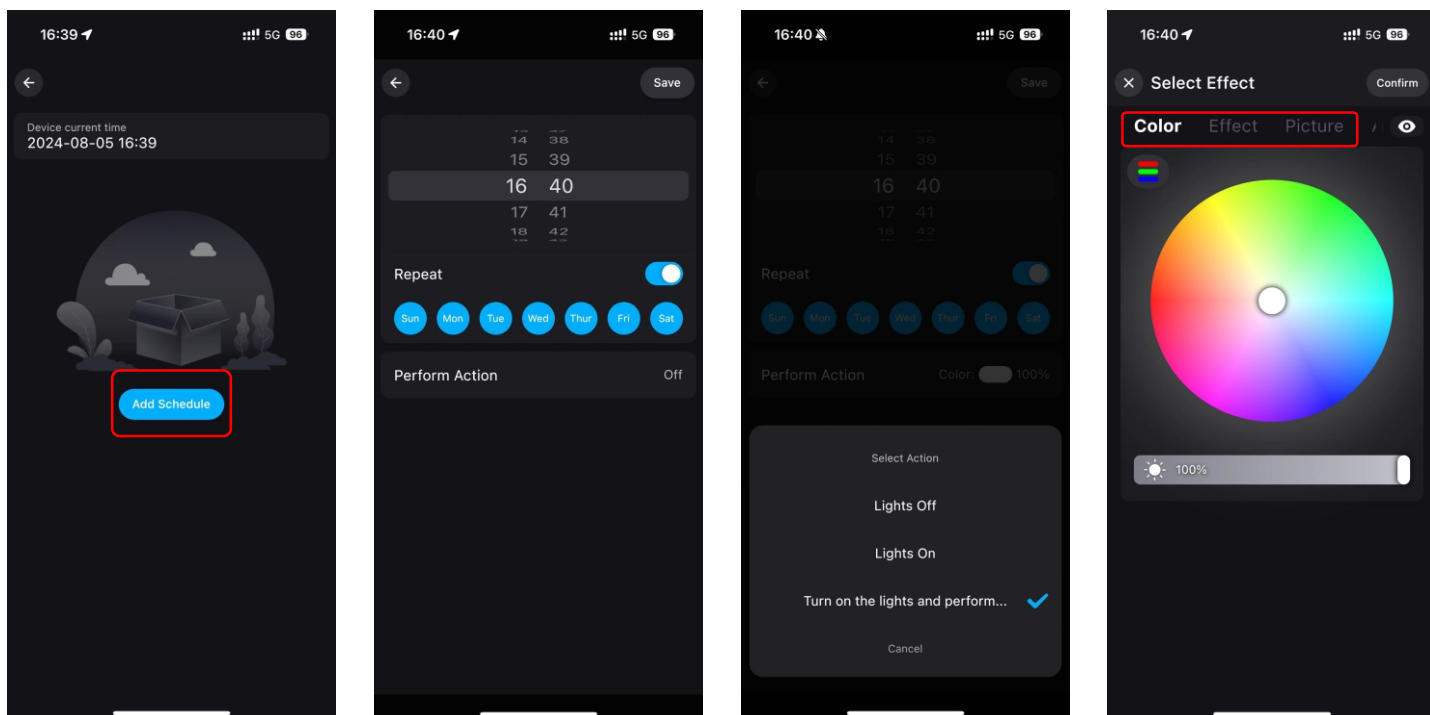 16:39 5G 96
Device current time
2024-08-05 16:39
Add Schedule
16:40 5G 96
Save
14 38
15 39
16 40
17 41
18 42
Repeat
Sun Mon Tue Wed Thur Fri Sat
Perform Action Off
16:40 5G 96
Save
14 38
15 39
16 40
17 41
18 42
Repeat
Sun Mon Tue Wed Thur Fri Sat
Perform Action Color: 100%
Select Action
Lights Off
Lights On
Turn on the lights and perform...
Cancel
16:40 5G 96
Select Effect Confirm
Color Effect Picture
100%